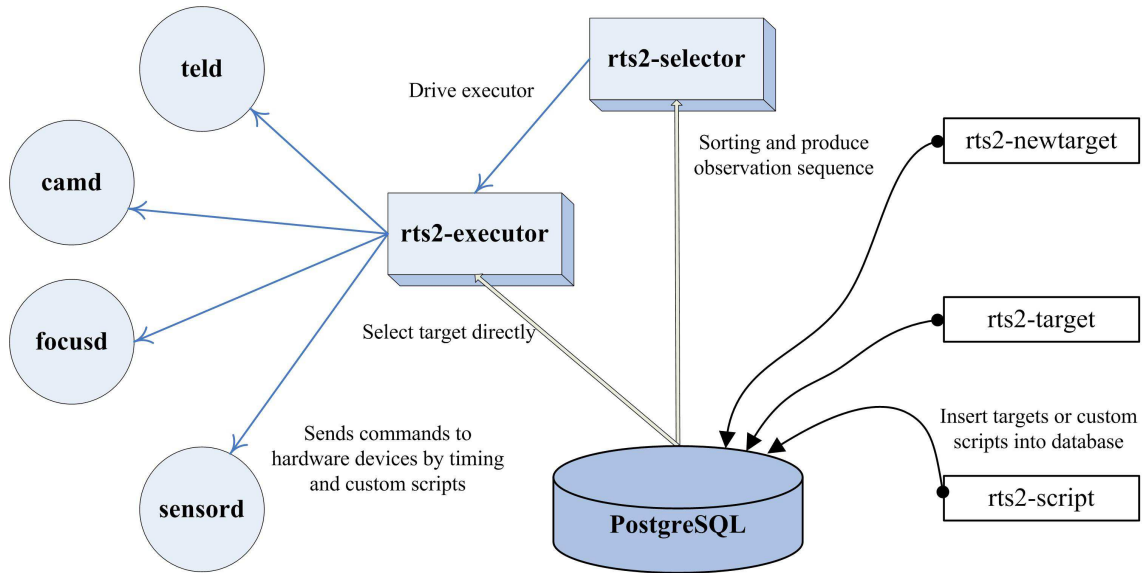 teld
rts2-selector
Drive executor
camd
Sorting and produce
observation sequence
rts2-newtarget
rts2-executor
focusd
Select target directly
rts2-target
Sends commands to
hardware devices by timing
and custom scripts
Insert targets or custom
scripts into database
sensord
PostgreSQL
rts2-script